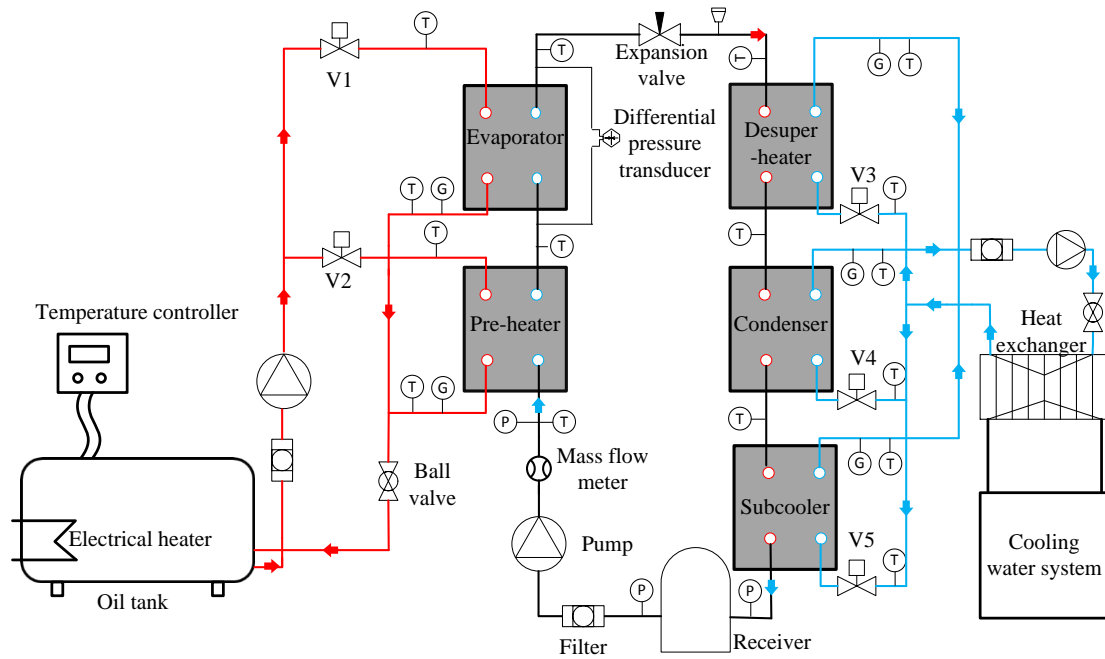 T
V1
T
Expansion
valve
T
G
T
Evaporator
Differential
pressure
transducer
Desuper
-heater
V3
T
T
G
T
V2
T
T
G
T
Temperature controller
Pre-heater
Condenser
Heat
exchanger
V4
T
T
G
P
T
T
G
T
Ball
valve
Mass flow
meter
Subcooler
Electrical heater
Pump
V5
T
Cooling
water system
Oil tank
P
P
Filter
Receiver